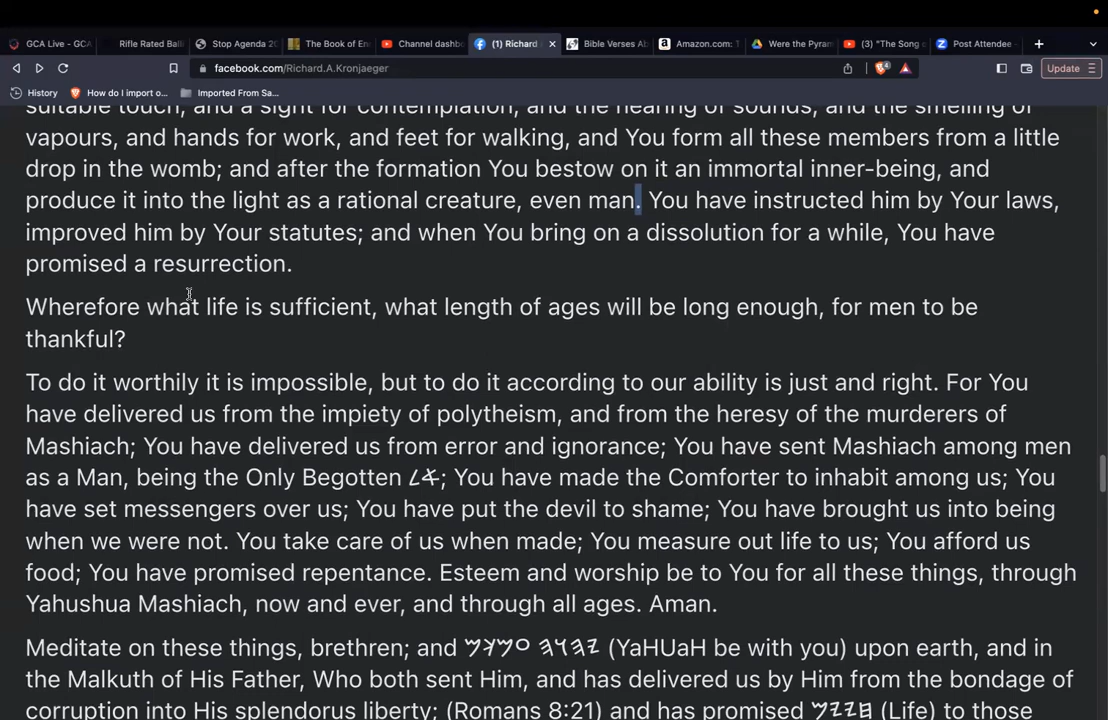 GCA Live - GC
Rifle Rated Bal
Stop Agenda 20
The Book of En
Channel dashbo
(1) Richard
Bible Verses Ab
Amazon.com: T
Were the Pyram
(3) "The Song o
Post Attendee -
facebook.com/Richard.A.Kronjaeger
4
Update
History
How do I import o...
Imported From Sa...
suitable touch, and a sight for contemplation, and the hearing of sounds, and the smelling of
vapours, and hands for work, and feet for walking, and You form all these members from a little
drop in the womb; and after the formation You bestow on it an immortal inner-being, and
produce it into the light as a rational creature, even man. You have instructed him by Your laws,
improved him by Your statutes; and when You bring on a dissolution for a while, You have
promised a resurrection.
Wherefore what life is sufficient, what length of ages will be long enough, for men to be
thankful?
To do it worthily it is impossible, but to do it according to our ability is just and right. For You
have delivered us from the impiety of polytheism, and from the heresy of the murderers of
Mashiach; You have delivered us from error and ignorance; You have sent Mashiach among men
as a Man, being the Only Begotten 𐤀𐤋; You have made the Comforter to inhabit among us; You
have set messengers over us; You have put the devil to shame; You have brought us into being
when we were not. You take care of us when made; You measure out life to us; You afford us
food; You have promised repentance. Esteem and worship be to You for all these things, through
Yahushua Mashiach, now and ever, and through all ages. Aman.
Meditate on these things, brethren; and 𐤉𐤄𐤅𐤄 𐤏𐤌𐤊𐤌 (YaHUaH be with you) upon earth, and in
the Malkuth of His Father, Who both sent Him, and has delivered us by Him from the bondage of
corruption into His splendorus liberty; (Romans 8:21) and has promised 𐤇𐤉𐤉𐤌 (Life) to those